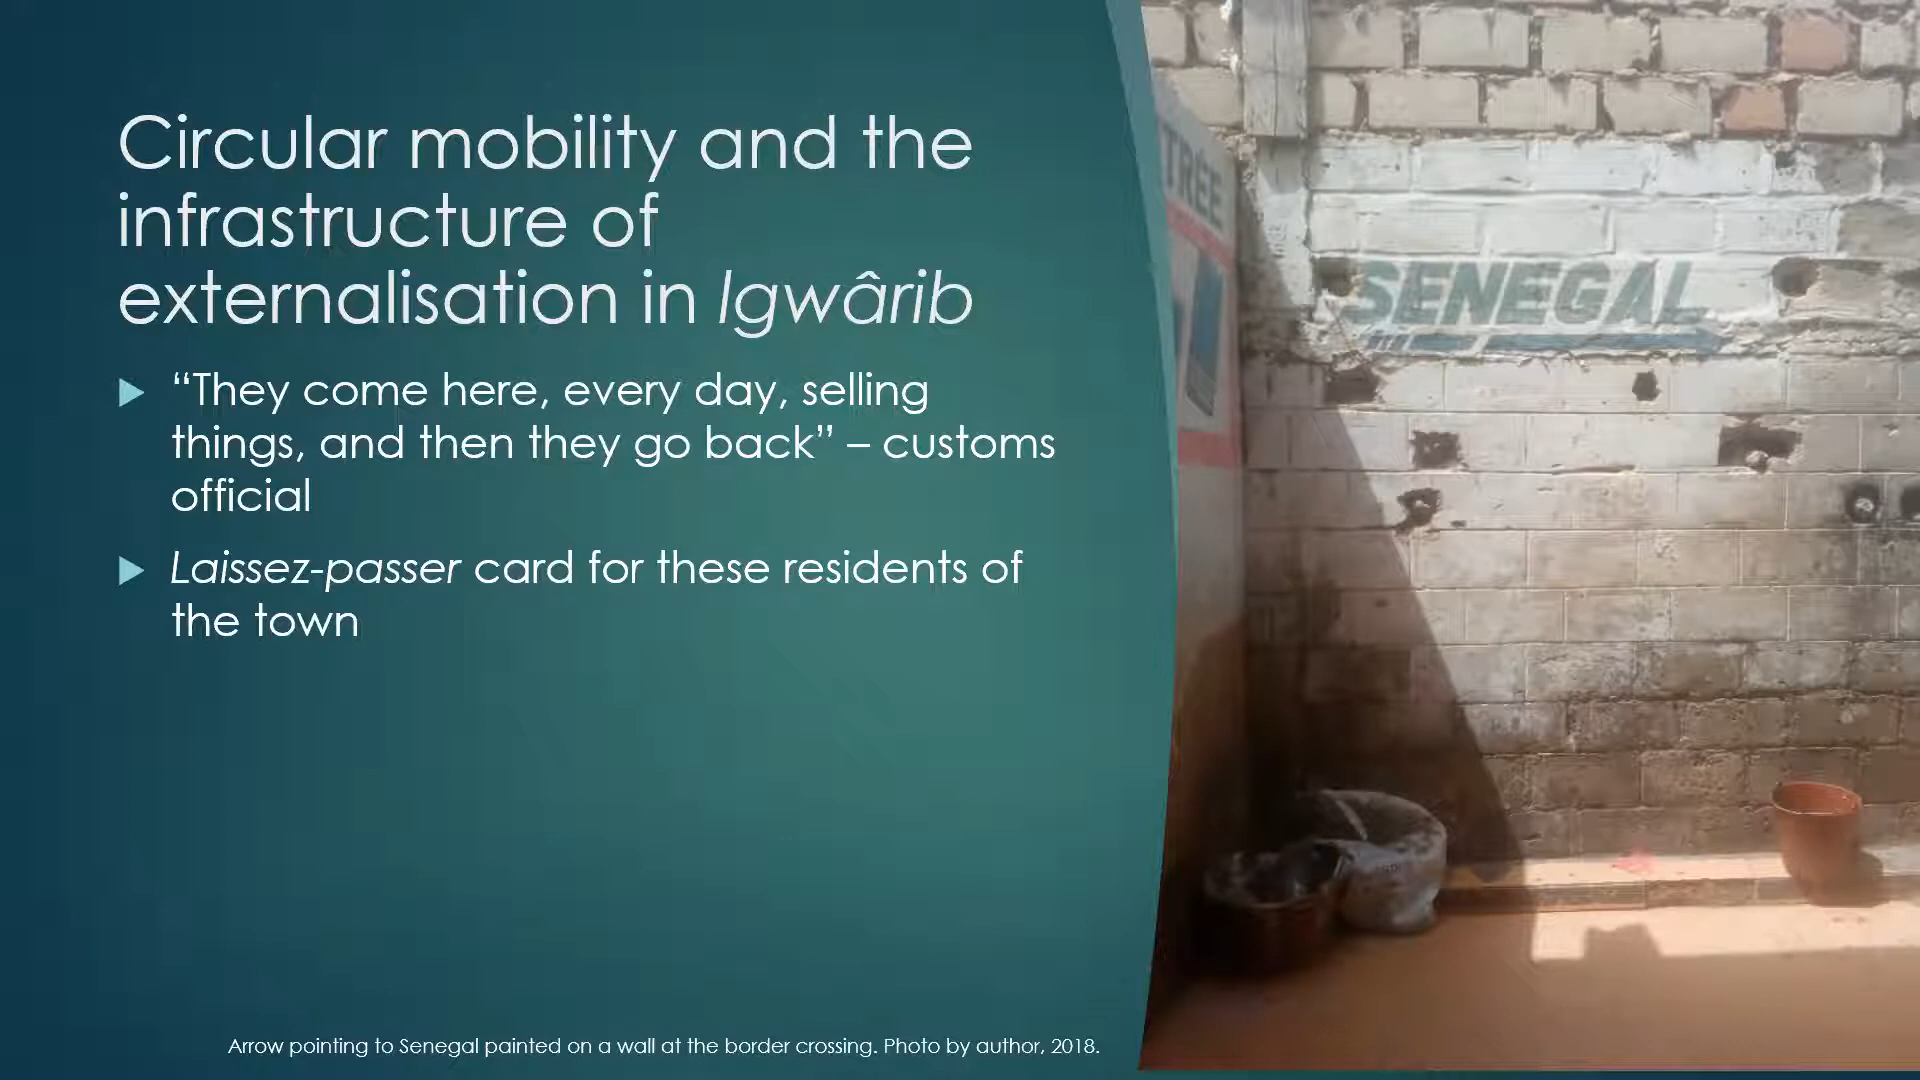 Circular mobility and the
infrastructure of
externalisation in Igwârib
“They come here, every day, selling
things, and then they go back” – customs
official
Laissez-passer card for these residents of
the town
Arrow pointing to Senegal painted on a wall at the border crossing. Photo by author, 2018.
TRÉE
SENEGAL